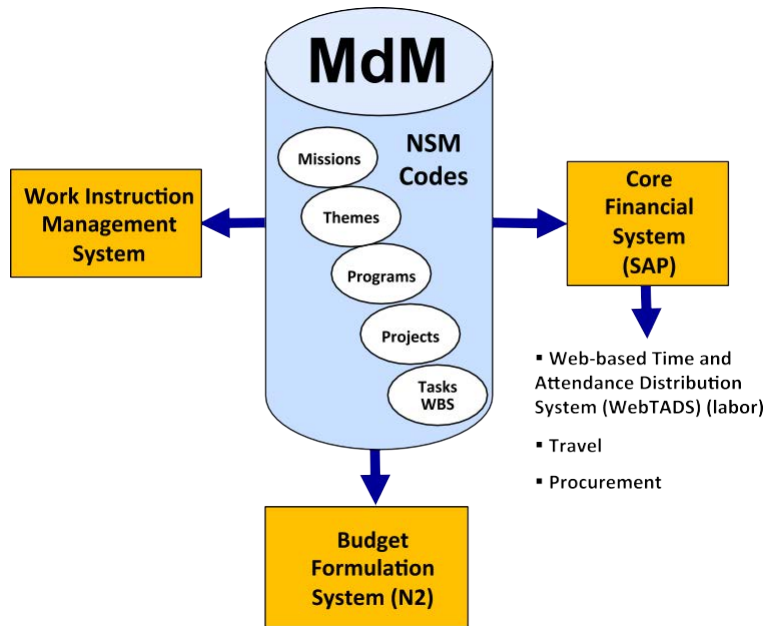 MdM
NSM
Codes
Missions
Themes
Programs
Projects
Tasks
WBS
Work Instruction
Management
System
Core
Financial
System
(SAP)
▪ Web-based Time and
Attendance Distribution
System (WebTADS) (labor)
▪ Travel
▪ Procurement
Budget
Formulation
System (N2)